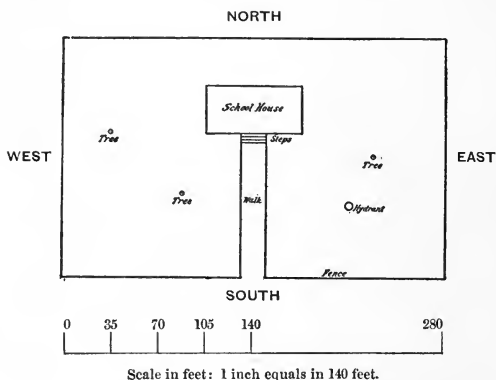 NORTH
School House
Steps
Tree
WEST
EAST
Tree
Tree
Walk
Hydrant
Fence
SOUTH
0 35 70 105 140 280
Scale in feet: 1 inch equals in 140 feet.